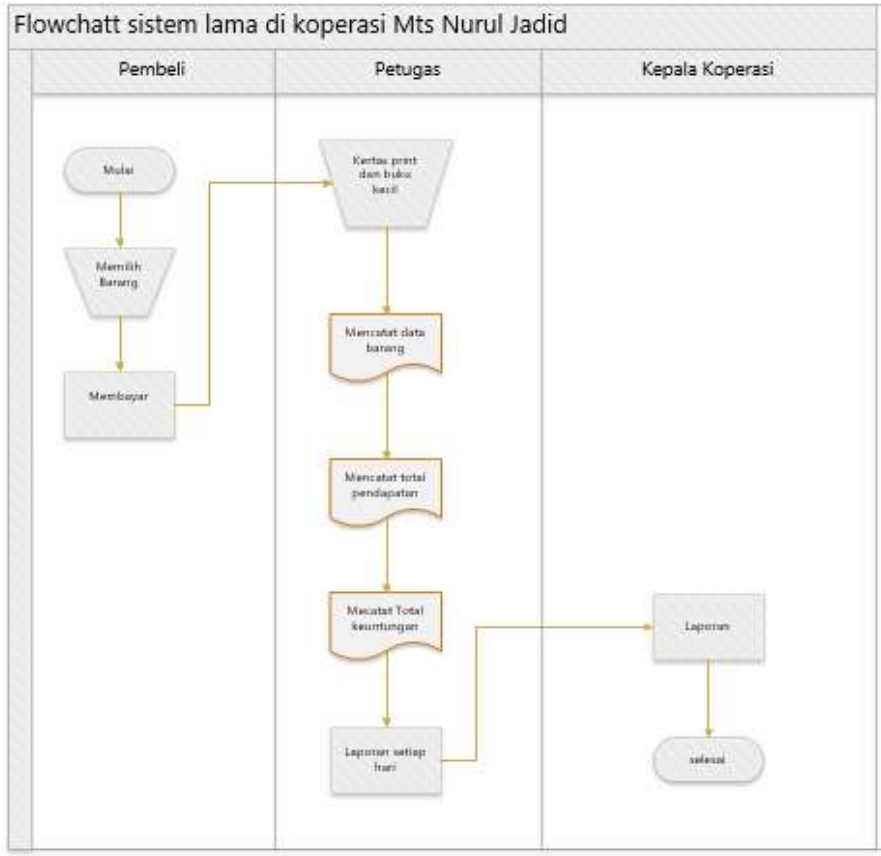 Flowchatt sistem lama di koperasi Mts Nurul Jadid
Pembeli
Petugas
Kepala Koperasi
Mulai
Memilih
Barang
Membayar
Kertas print
dan buku
kecil
Mencatat data
barang
Mencatat total
pendapatan
Mecatat Total
keuntungan
Laporan setiap
hari
Laporan
selesai